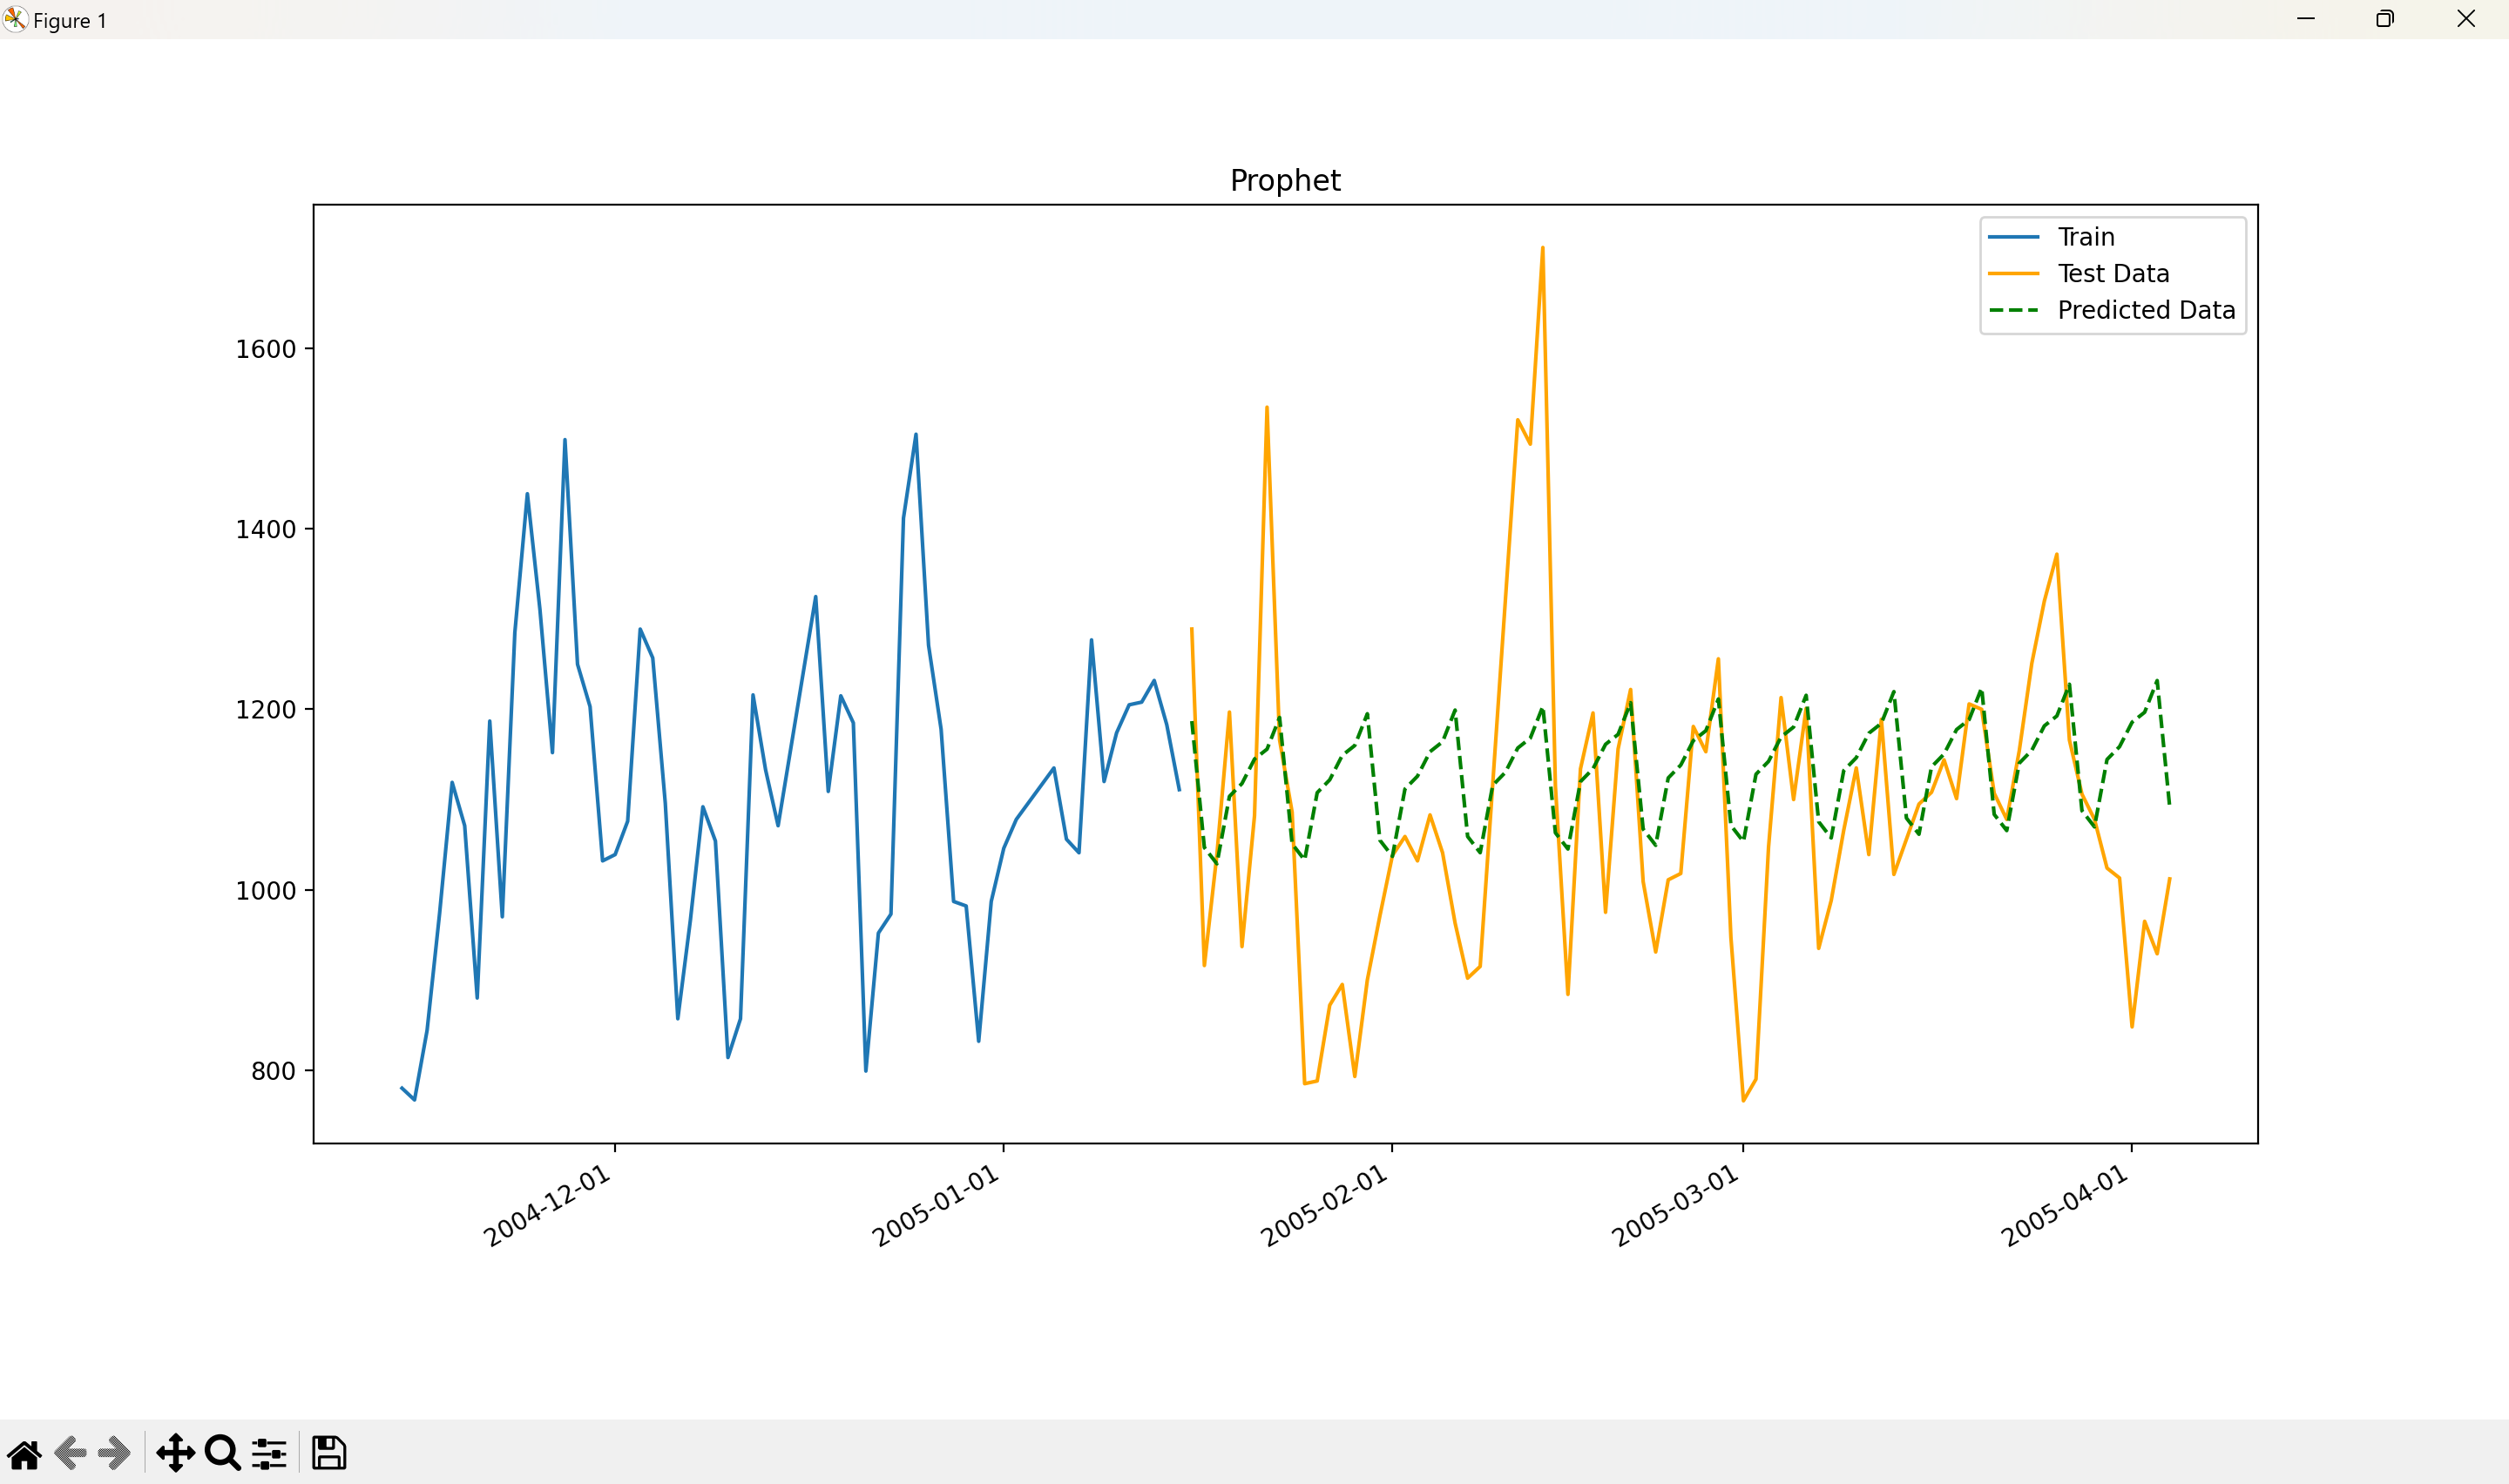 Figure 1
Prophet
Train
Test Data
Predicted Data
1600
1400
1200
1000
800
2004-12-01
2005-01-01
2005-02-01
2005-03-01
2005-04-01